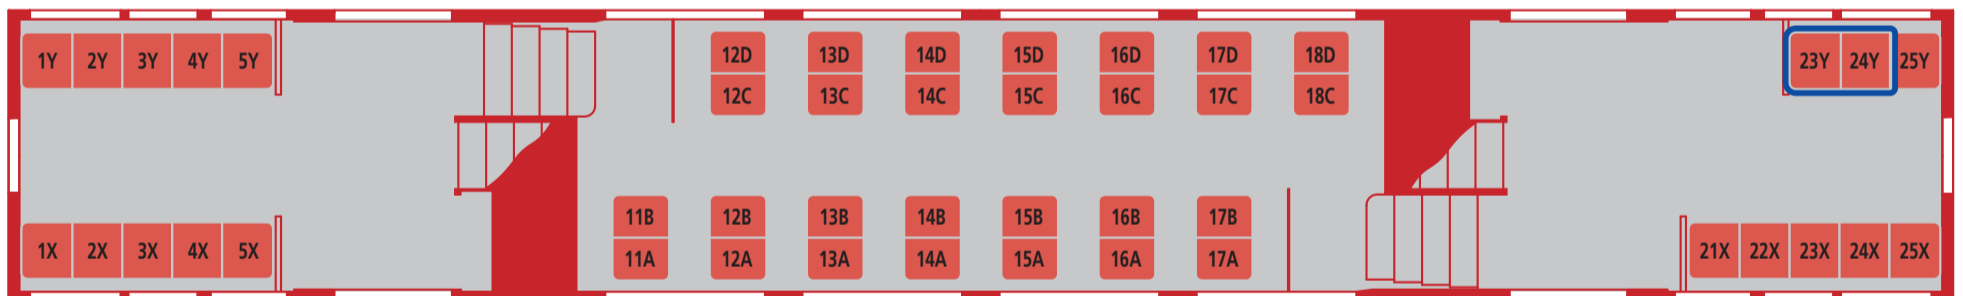 1Y 2Y 3Y 4Y 5Y 12D 13D 14D 15D 16D 17D 18D 23Y 24Y 25Y
12C 13C 14C 15C 16C 17C 18C
11B 12B 13B 14B 15B 16B 17B
1X 2X 3X 4X 5X 11A 12A 13A 14A 15A 16A 17A 21X 22X 23X 24X 25X